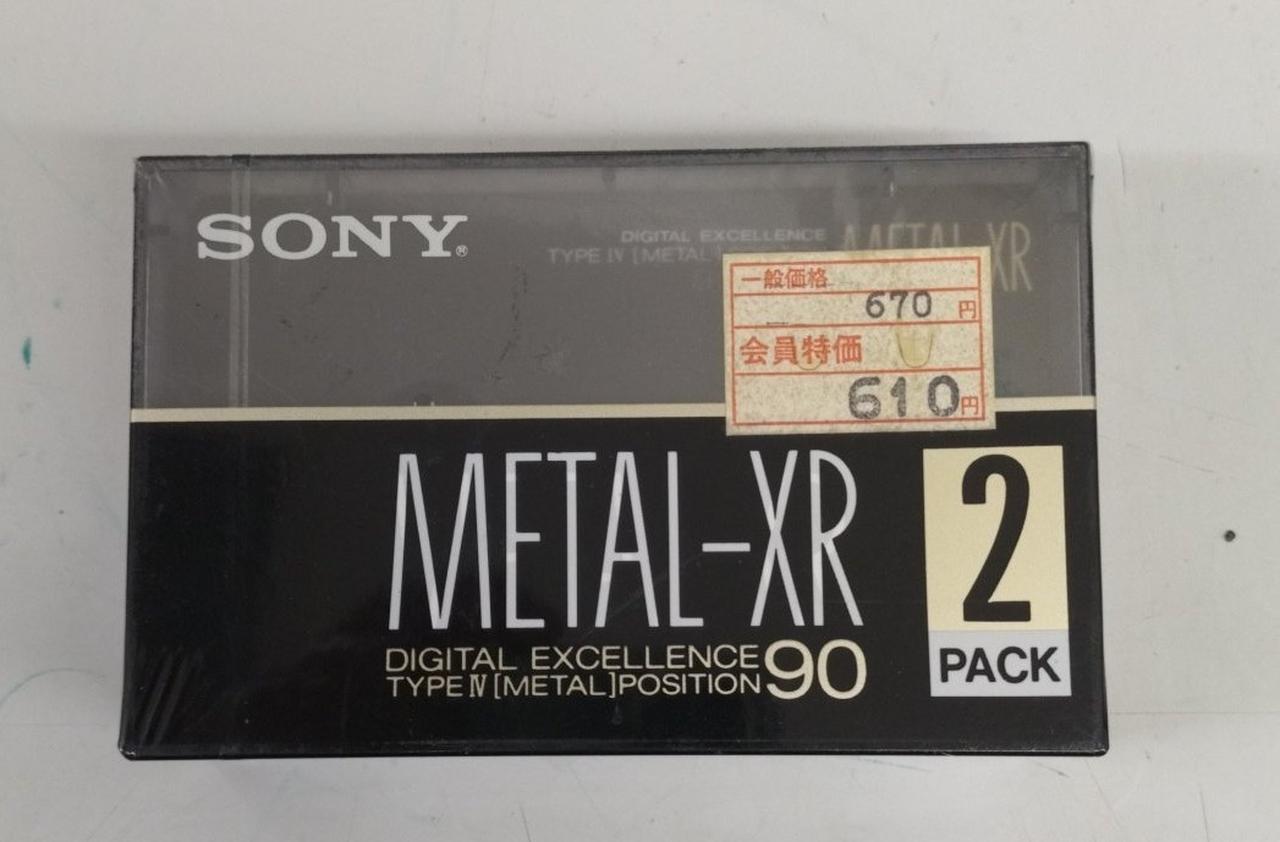 SONY®
DIGITAL EXCELLENCE
TYPE IV [METAL]
METAL-XR
一般価格
670 円
会員特価
610 円
METAL-XR
DIGITAL EXCELLENCE
TYPE IV [METAL] POSITION 90
2
PACK